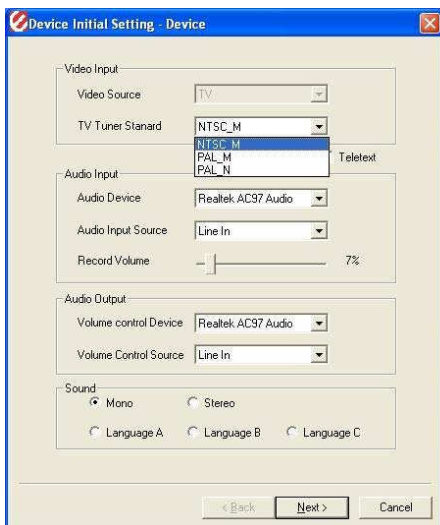 Device Initial Setting - Device
Video Input
Video Source TV
TV Tuner Stanard NTSC_M
NTSC_M
PAL_M Teletext
PAL_N
Audio Input
Audio Device Realtek AC97 Audio
Audio Input Source Line In
Record Volume 7%
Audio Output
Volume control Device Realtek AC97 Audio
Volume Control Source Line In
Sound
Mono Stereo
Language A Language B Language C
< Back Next > Cancel